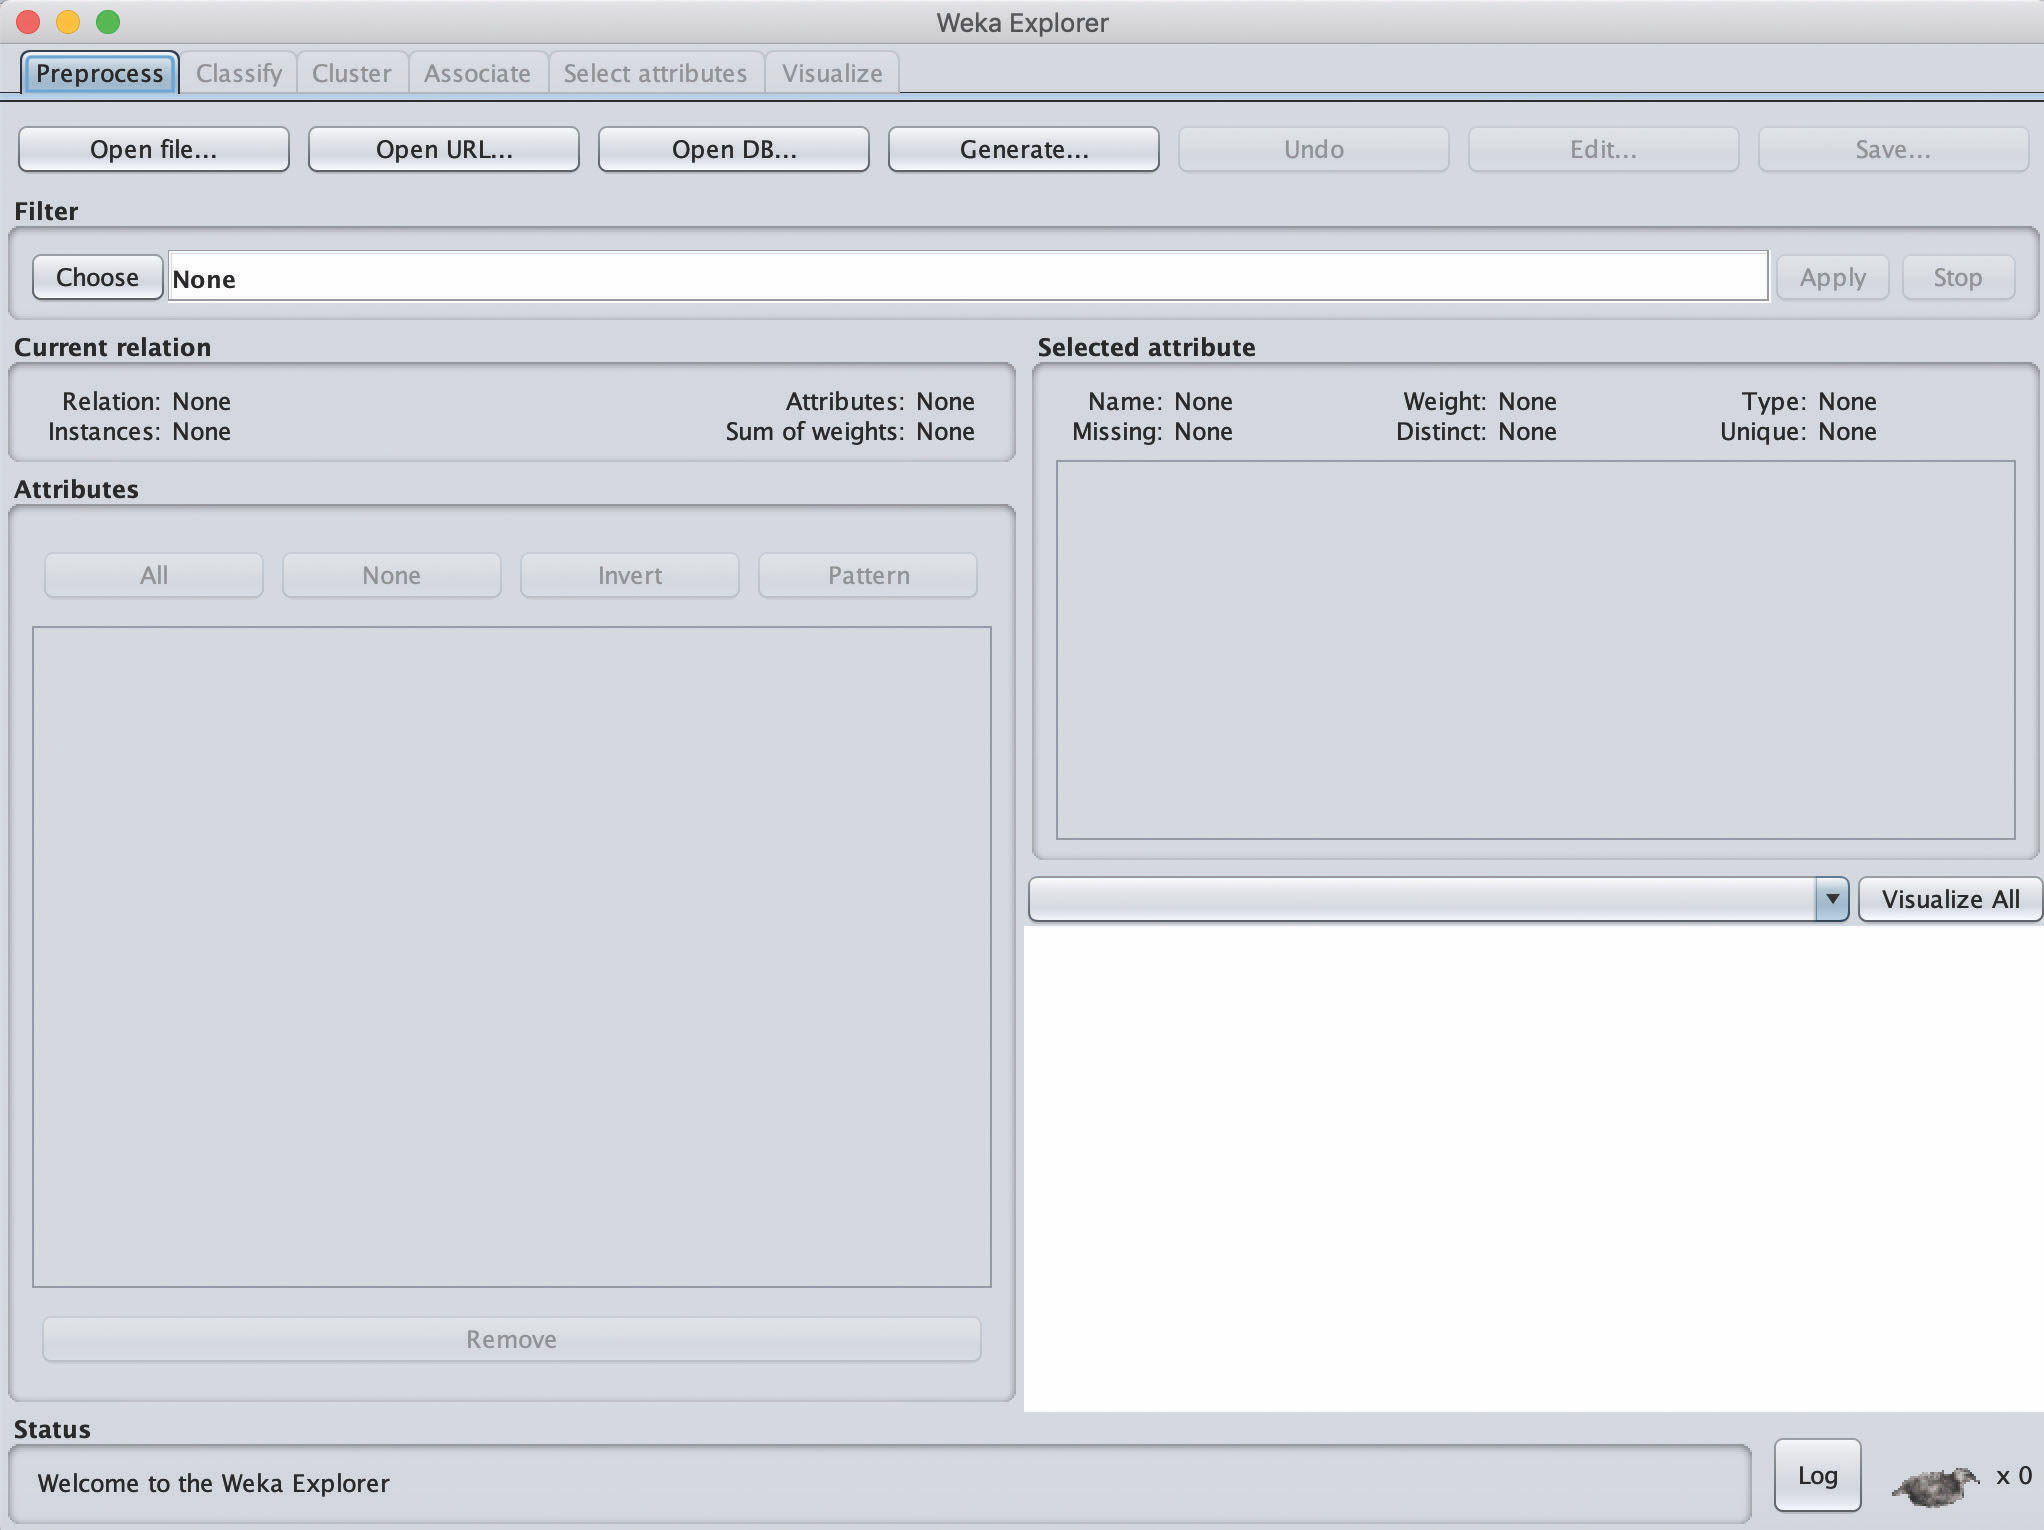 Weka Explorer
Preprocess Classify Cluster Associate Select attributes Visualize
Open file... Open URL... Open DB... Generate... Undo Edit... Save...
Filter
Choose None Apply Stop
Current relation
Relation: None Attributes: None
Instances: None Sum of weights: None
Selected attribute
Name: None Weight: None Type: None
Missing: None Distinct: None Unique: None
Attributes
All None Invert Pattern
Remove
Visualize All
Status
Welcome to the Weka Explorer
Log x 0